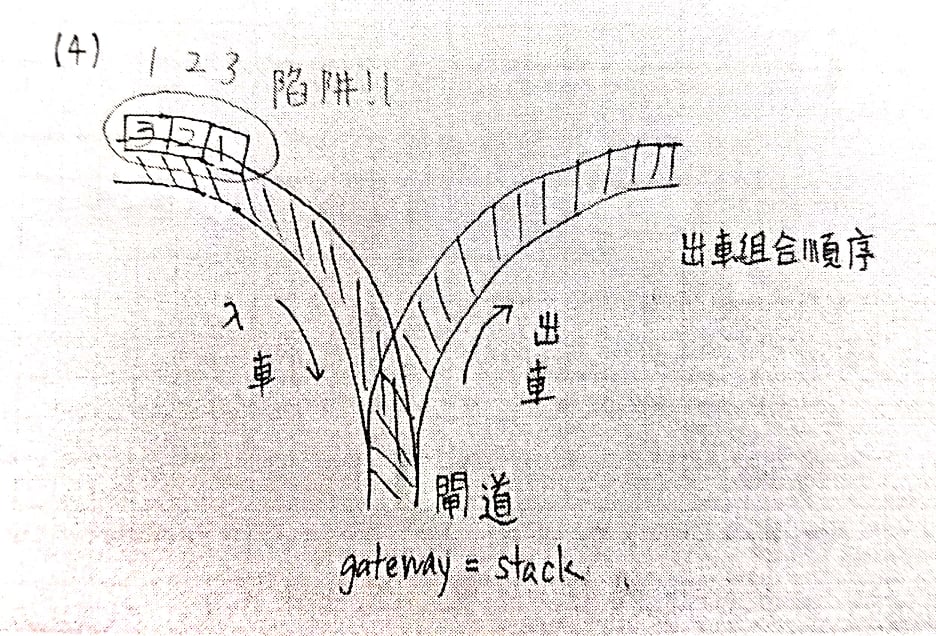 (4) 1 2 3 陷阱!!
3 2 1
出車組合順序
入車
出車
閘道
gateway = stack